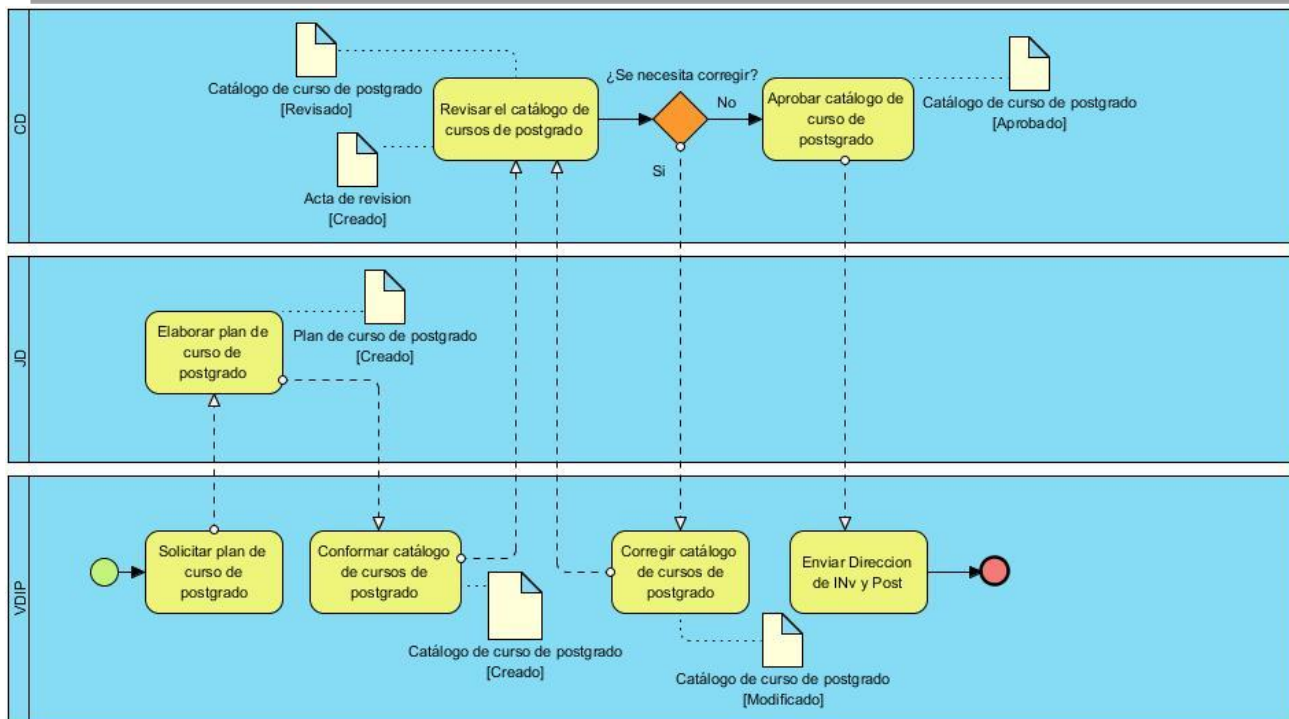 CD
Catálogo de curso de postgrado
[Revisado]
Acta de revision
[Creado]
Revisar el catálogo de
cursos de postgrado
¿Se necesita corregir?
No
Si
Aprobar catálogo de
curso de
postsgrado
Catálogo de curso de postgrado
[Aprobado]
JD
Elaborar plan de
curso de
postgrado
Plan de curso de postgrado
[Creado]
VDIP
Solicitar plan de
curso de
postgrado
Conformar catálogo
de cursos de
postgrado
Catálogo de curso de postgrado
[Creado]
Corregir catálogo
de cursos de
postgrado
Catálogo de curso de postgrado
[Modificado]
Enviar Direccion
de INv y Post